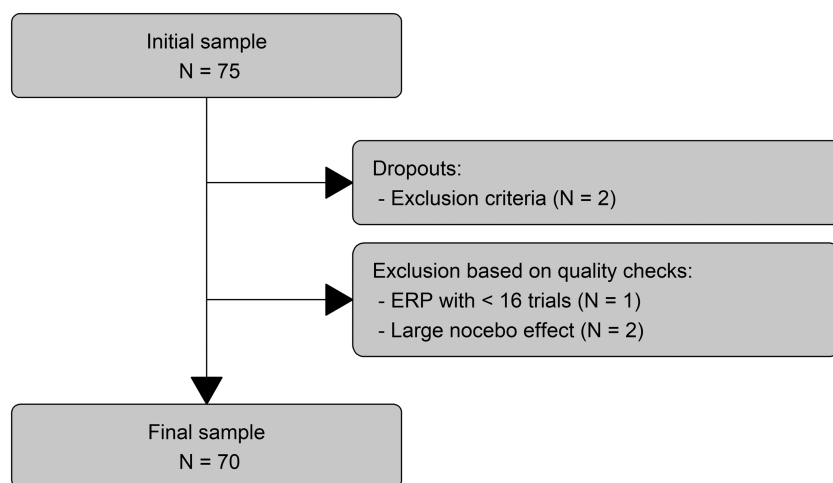 Initial sample
N = 75
Dropouts:
- Exclusion criteria (N = 2)
Exclusion based on quality checks:
- ERP with < 16 trials (N = 1)
- Large nocebo effect (N = 2)
Final sample
N = 70